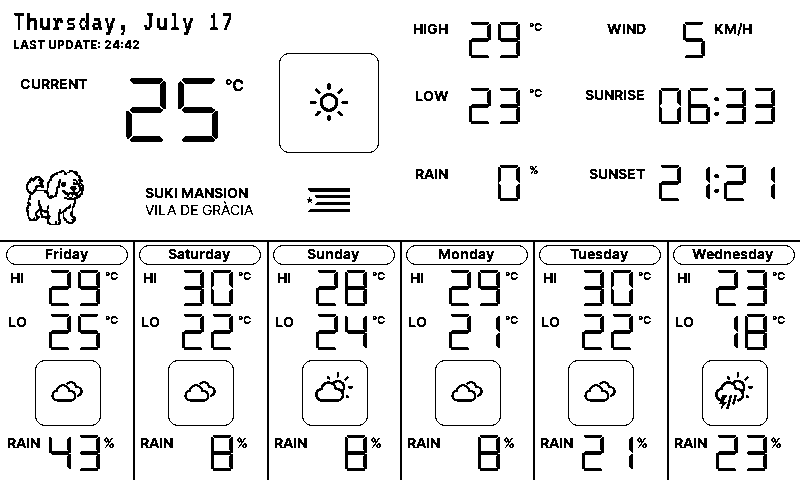 Thursday, July 17
LAST UPDATE: 24:42
CURRENT 25 °C
SUKI MANSION
VILA DE GRÀCIA
HIGH 29 °C
LOW 23 °C
RAIN 0 %
WIND 5 KM/H
SUNRISE 06:33
SUNSET 21:21
Friday
HI 29 °C
LO 25 °C
RAIN 43 %
Saturday
HI 30 °C
LO 22 °C
RAIN 8 %
Sunday
HI 28 °C
LO 24 °C
RAIN 8 %
Monday
HI 29 °C
LO 21 °C
RAIN 8 %
Tuesday
HI 30 °C
LO 22 °C
RAIN 21 %
Wednesday
HI 23 °C
LO 18 °C
RAIN 23 %